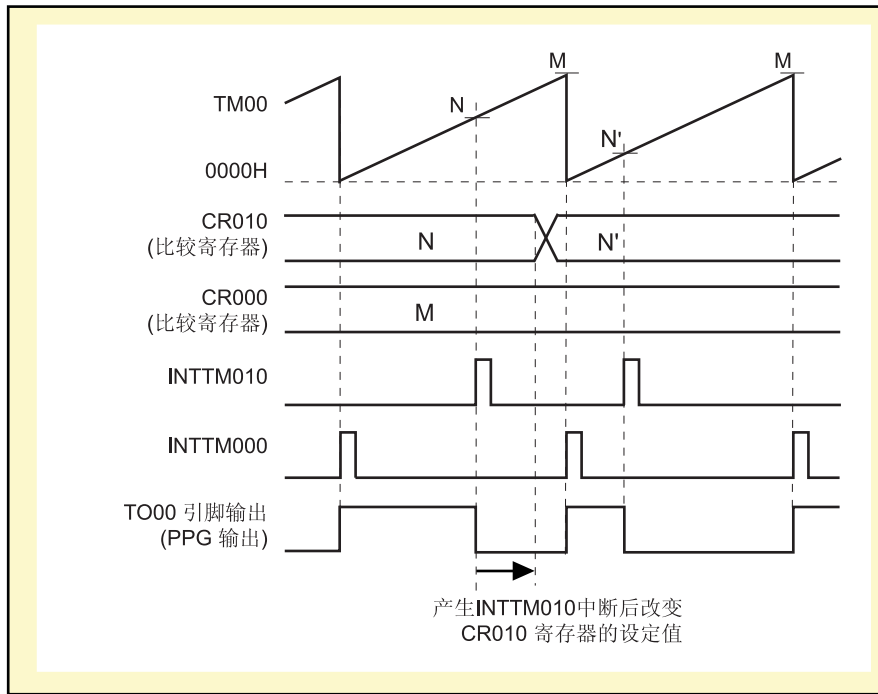 M
M
TM00
N
N'
0000H
CR010
(比较寄存器)
N
N'
CR000
(比较寄存器)
M
INTTM010
INTTM000
TO00 引脚输出
(PPG 输出)
产生INTTM010中断后改变
CR010 寄存器的设定值